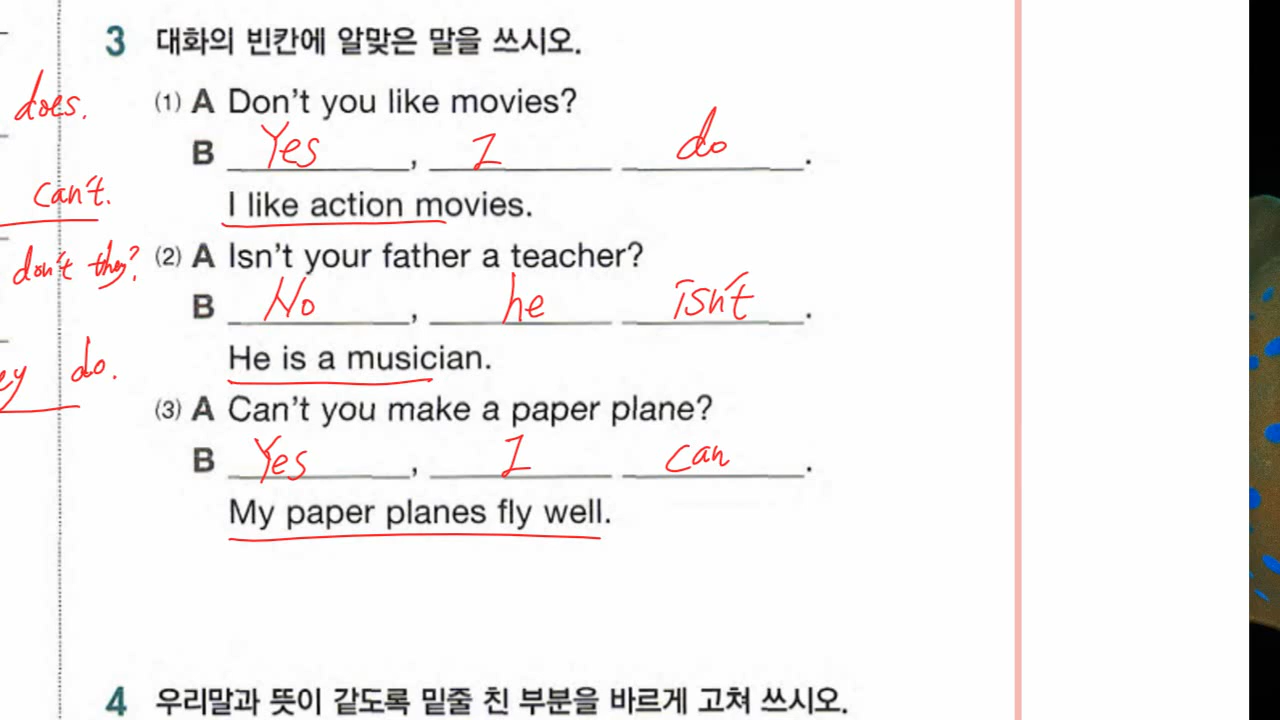 3 대화의 빈칸에 알맞은 말을 쓰시오.
does.
(1) A Don't you like movies?
B Yes, I do.
can't.
I like action movies.
don't they?
(2) A Isn't your father a teacher?
B No, he isn't.
He is a musician.
do.
(3) A Can't you make a paper plane?
B Yes, I can.
My paper planes fly well.
4 우리말과 뜻이 같도록 밑줄 친 부분을 바르게 고쳐 쓰시오.